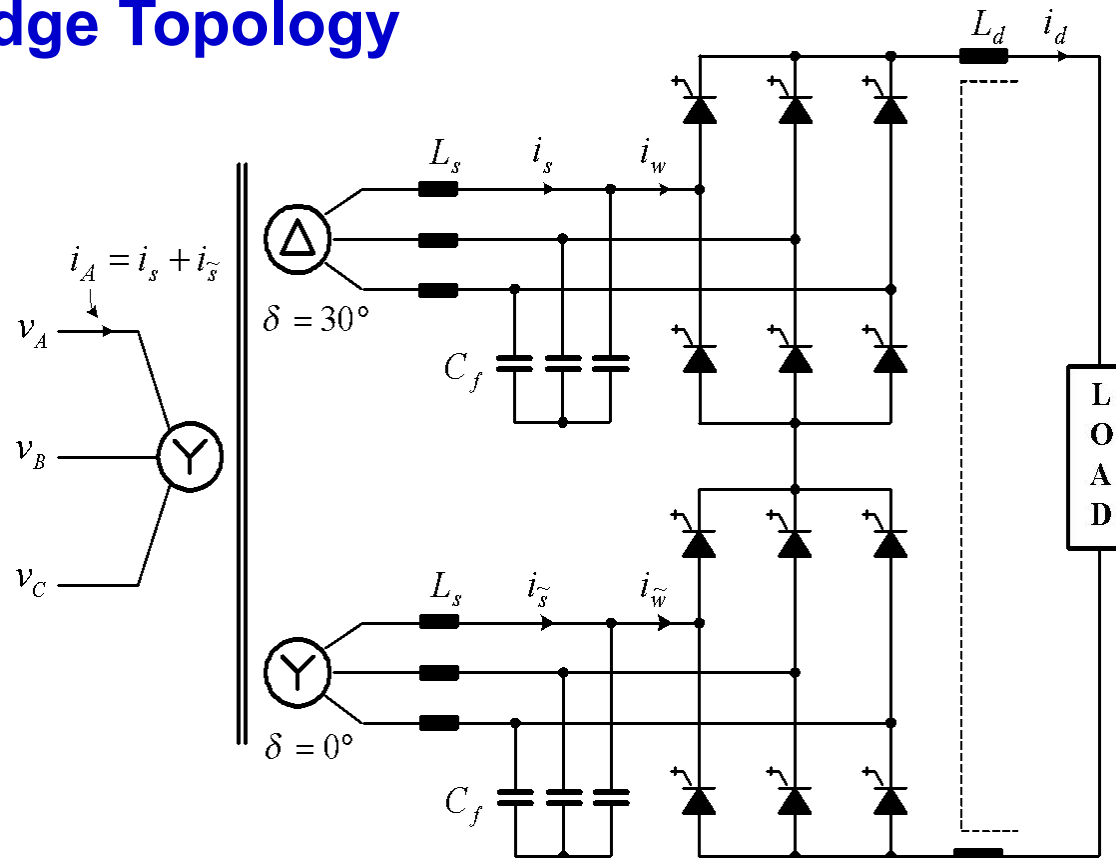 dge Topology
L_d i_d
L_s i_s i_w
Δ
i_A = i_s + i_s̃
δ = 30°
v_A
C_f
L
O
A
D
v_B
Y
v_C
L_s i_s̃ i_w̃
Y
δ = 0°
C_f